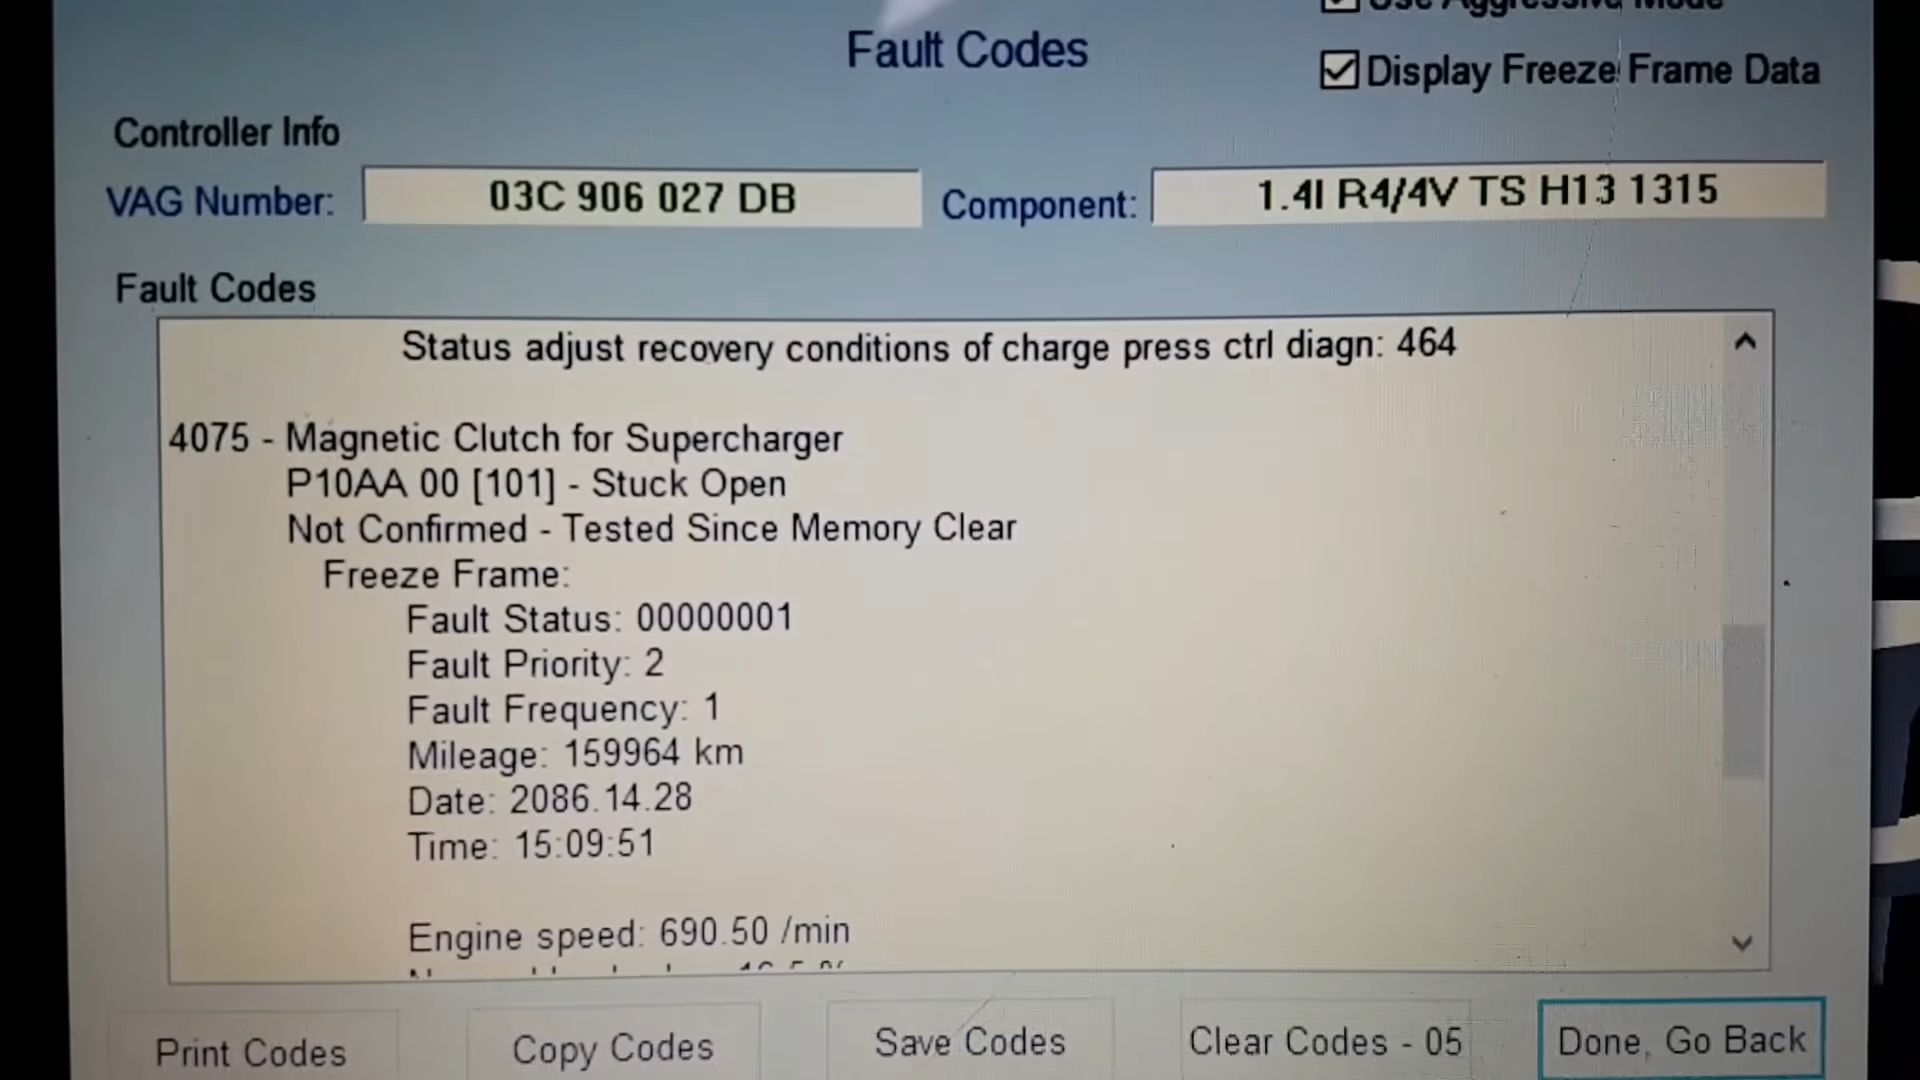 Use Aggressive Mode
Fault Codes
Display Freeze Frame Data
Controller Info
VAG Number: 03C 906 027 DB Component: 1.4l R4/4V TS H13 1315
Fault Codes
Status adjust recovery conditions of charge press ctrl diagn: 464
4075 - Magnetic Clutch for Supercharger
P10AA 00 [101] - Stuck Open
Not Confirmed - Tested Since Memory Clear
Freeze Frame:
Fault Status: 00000001
Fault Priority: 2
Fault Frequency: 1
Mileage: 159964 km
Date: 2086.14.28
Time: 15:09:51
Engine speed: 690.50 /min
Print Codes Copy Codes Save Codes Clear Codes - 05 Done, Go Back